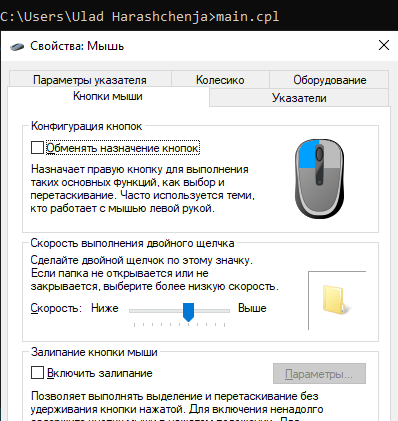 C:\Users\Ulad Harashchenja>main.cpl
Свойства: Мышь
Параметры указателя Колесико Оборудование
Кнопки мыши Указатели
Конфигурация кнопок
Обменять назначение кнопок
Назначает правую кнопку для выполнения
таких основных функций, как выбор и
перетаскивание. Часто используется теми,
кто работает с мышью левой рукой.
Скорость выполнения двойного щелчка
Сделайте двойной щелчок по этому значку.
Если папка не открывается или не
закрывается, выберите более низкую скорость.
Скорость: Ниже Выше
Залипание кнопки мыши
Включить залипание Параметры...
Позволяет выполнять выделение и перетаскивание без
удерживания кнопки нажатой. Для включения ненадолго